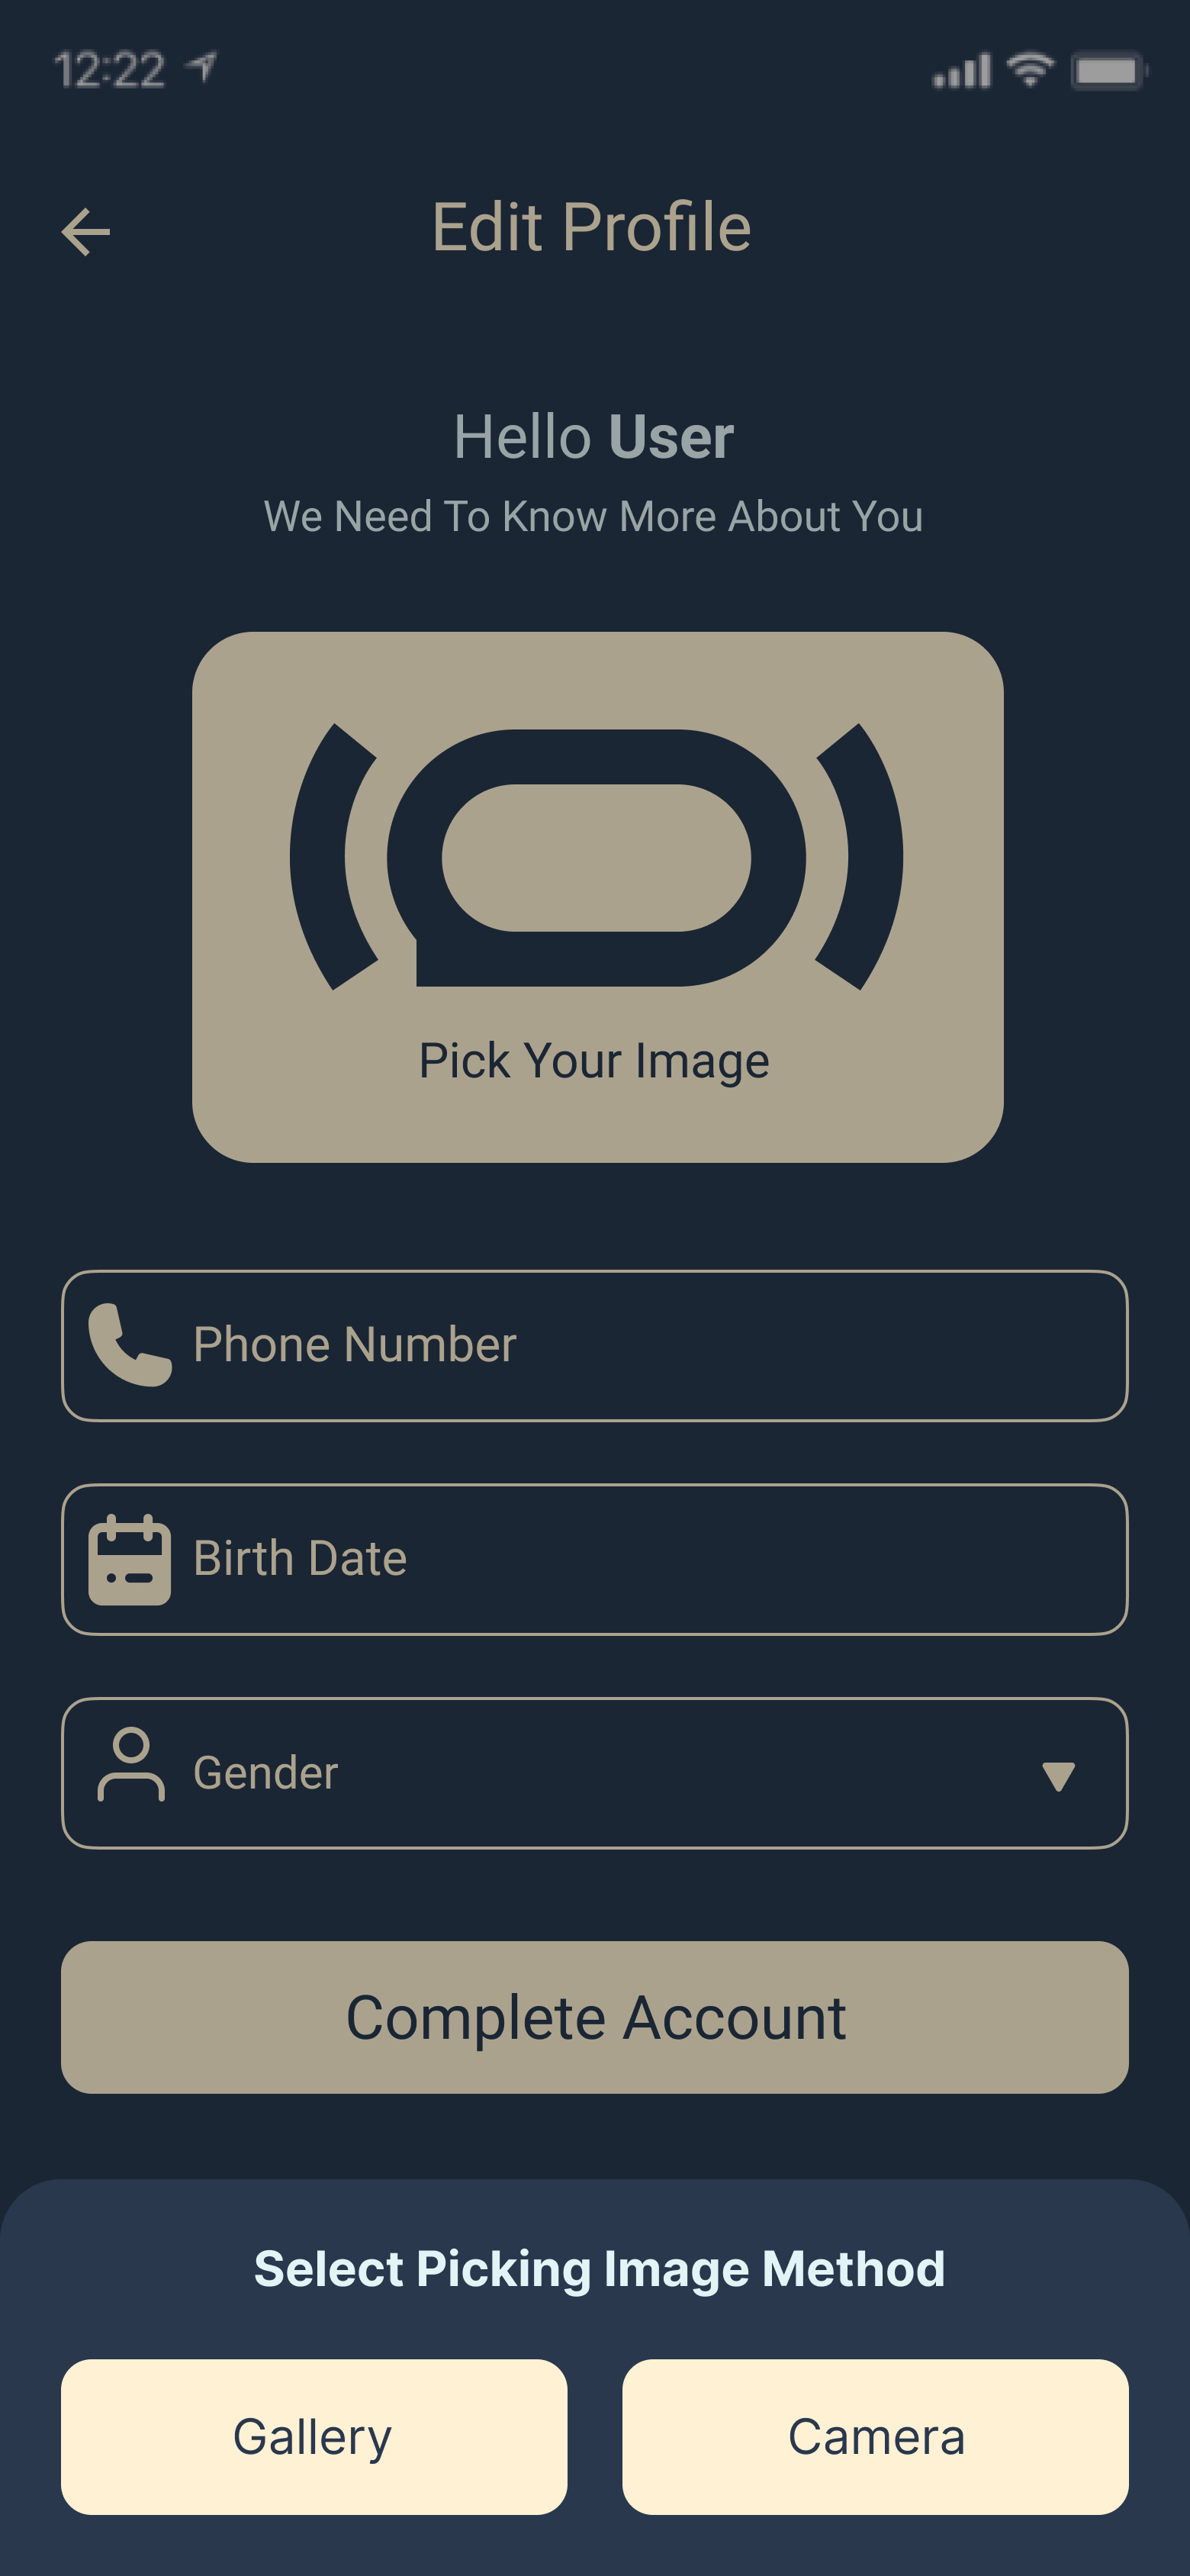 12:22
Edit Profile
Hello User
We Need To Know More About You
Pick Your Image
Phone Number
Birth Date
Gender
Complete Account
Select Picking Image Method
Gallery
Camera